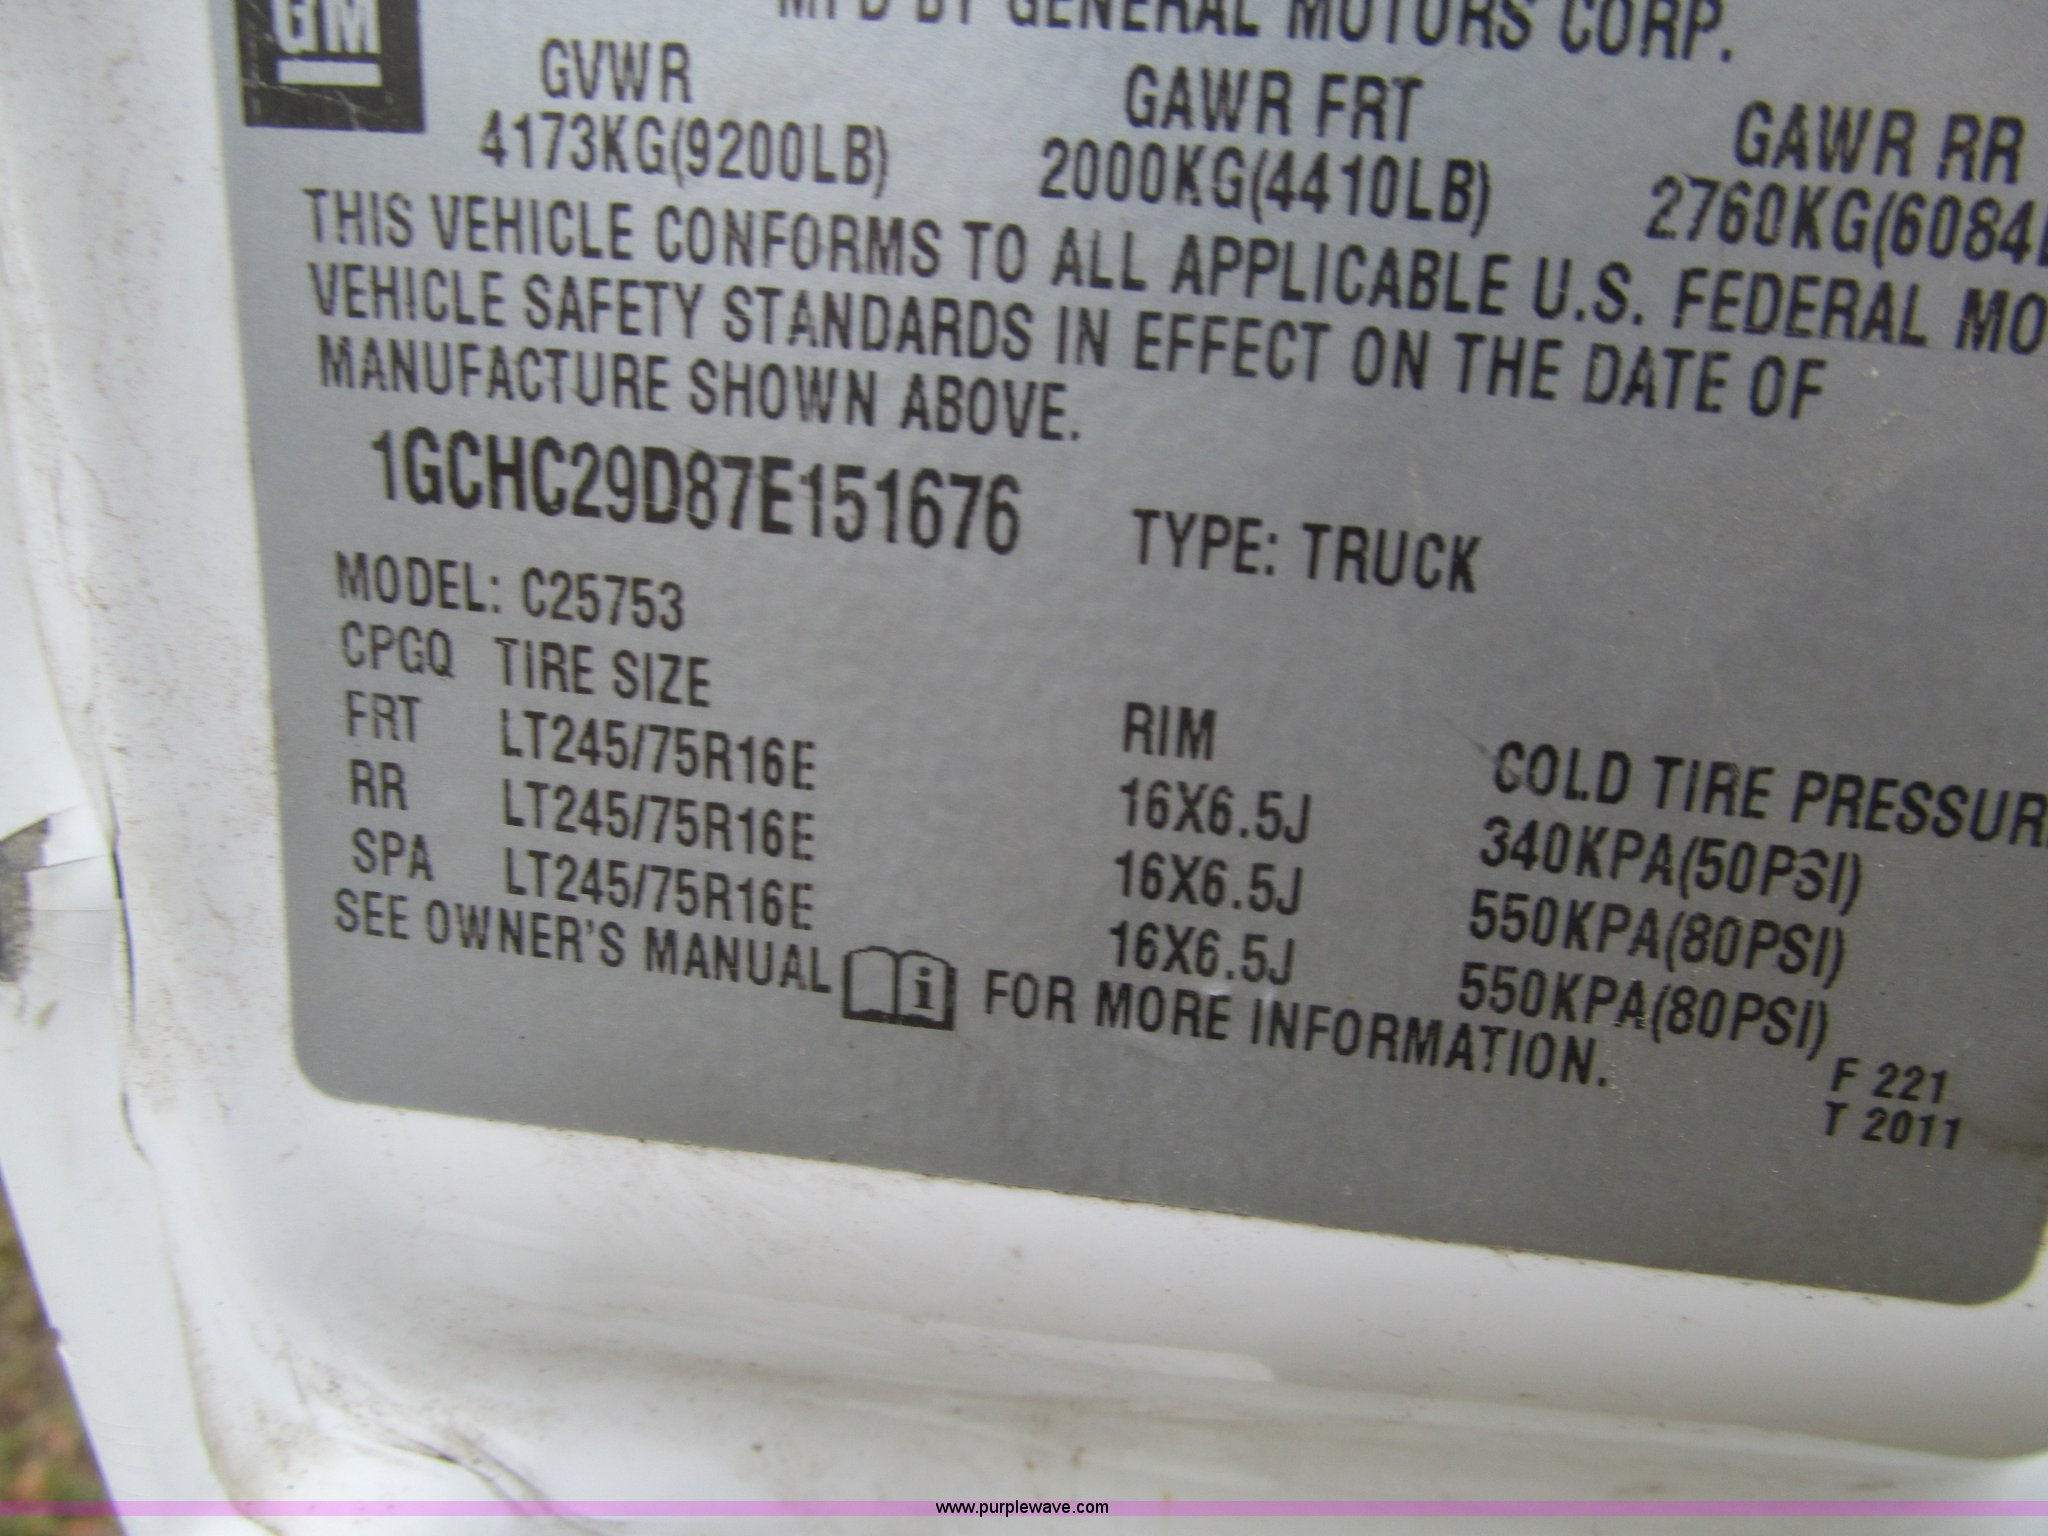 GM
MFD BY GENERAL MOTORS CORP.
GVWR GAWR FRT GAWR RR
4173KG(9200LB) 2000KG(4410LB) 2760KG(6084L
THIS VEHICLE CONFORMS TO ALL APPLICABLE U.S. FEDERAL MO
VEHICLE SAFETY STANDARDS IN EFFECT ON THE DATE OF
MANUFACTURE SHOWN ABOVE.
1GCHC29D87E151676 TYPE: TRUCK
MODEL: C25753
CPGQ TIRE SIZE RIM COLD TIRE PRESSUR
FRT LT245/75R16E 16X6.5J 340KPA(50PSI)
RR LT245/75R16E 16X6.5J 550KPA(80PSI)
SPA LT245/75R16E 16X6.5J 550KPA(80PSI)
SEE OWNER'S MANUAL i FOR MORE INFORMATION.
F 221
T 2011
www.purplewave.com